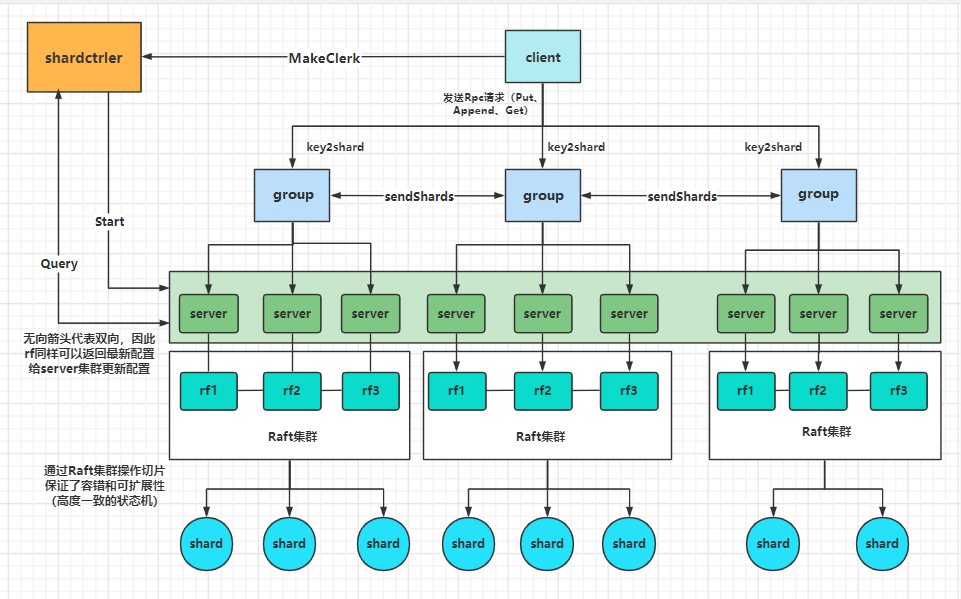 shardctrler
MakeClerk
client
发送Rpc请求（Put、
Append、Get）
key2shard
key2shard
key2shard
group
sendShards
group
sendShards
group
Start
Query
server
server
server
server
server
server
server
server
server
无向箭头代表双向，因此
rf同样可以返回最新配置
给server集群更新配置
rf1
rf2
rf3
rf1
rf2
rf3
rf1
rf2
rf3
Raft集群
Raft集群
Raft集群
通过Raft集群操作切片
保证了容错和可扩展性
(高度一致的状态机)
shard
shard
shard
shard
shard
shard
shard
shard